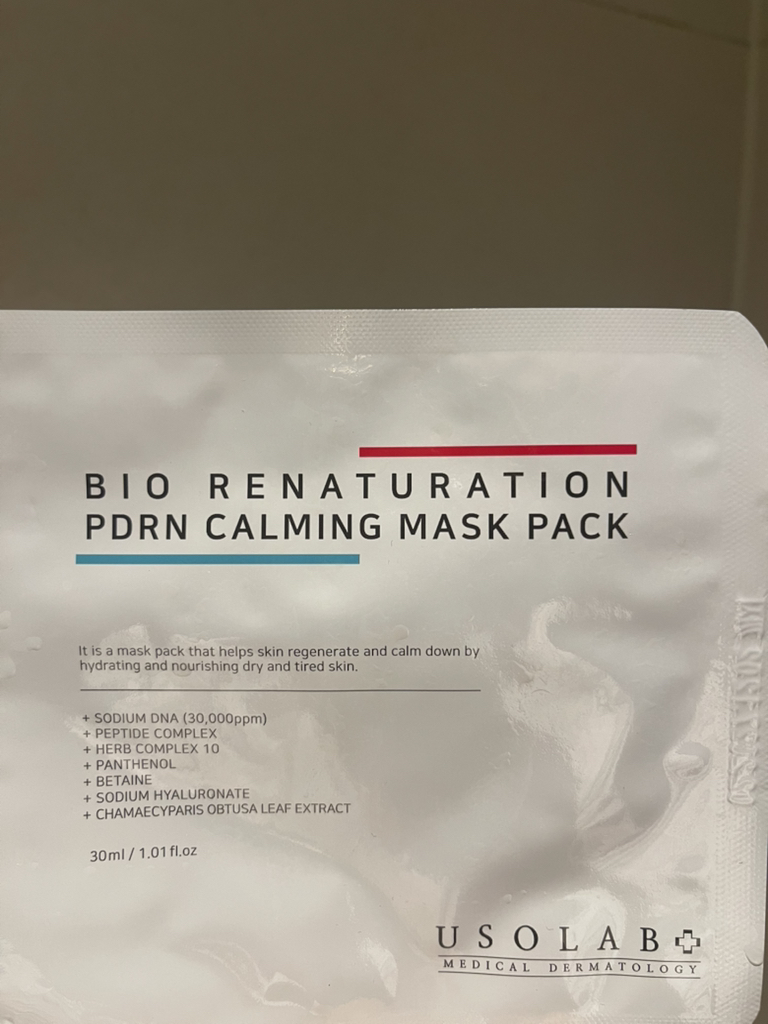 BIO RENATURATION
PDRN CALMING MASK PACK
It is a mask pack that helps skin regenerate and calm down by
hydrating and nourishing dry and tired skin.
+ SODIUM DNA (30,000ppm)
+ PEPTIDE COMPLEX
+ HERB COMPLEX 10
+ PANTHENOL
+ BETAINE
+ SODIUM HYALURONATE
+ CHAMAECYPARIS OBTUSA LEAF EXTRACT
30ml / 1.01fl.oz
USOLAB
MEDICAL DERMATOLOGY